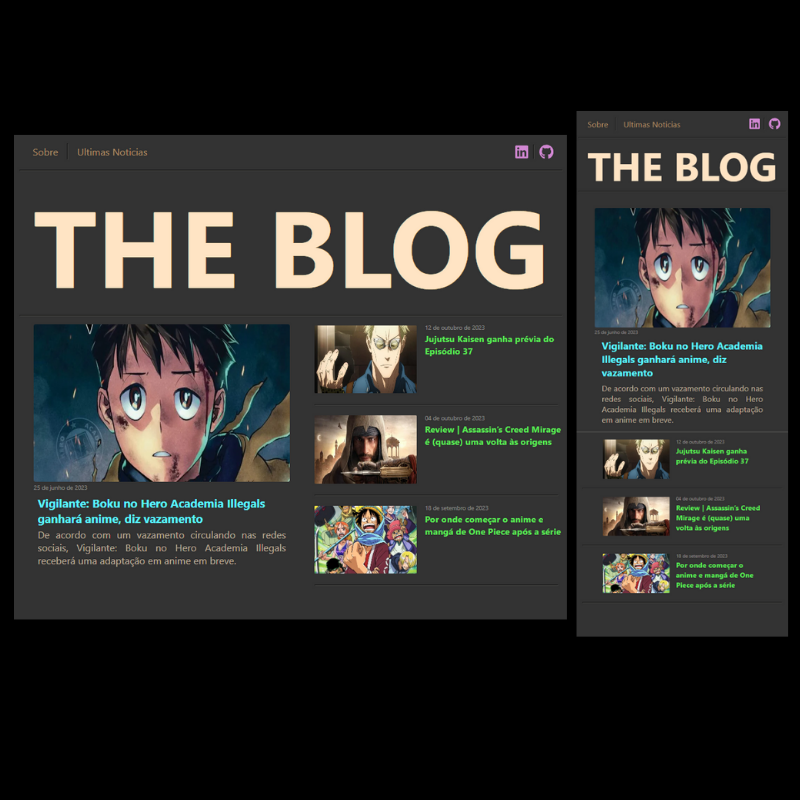 Sobre
Ultimas Noticias
in
THE BLOG
23 de junho de 2023
Vigilante: Boku no Hero Academia Illegals
ganhará anime, diz vazamento
De acordo com um vazamento circulando nas redes
sociais, Vigilante: Boku no Hero Academia Illegals
receberá uma adaptação em anime em breve.
12 de outubro de 2023
Jujutsu Kaisen ganha prévia do
Episódio 37
04 de outubro de 2023
Review | Assassin's Creed Mirage
é (quase) uma volta às origens
18 de setembro de 2023
Por onde começar o anime e
mangá de One Piece após a série
Sobre
Ultimas Noticias
in
THE BLOG
23 de junho de 2023
Vigilante: Boku no Hero Academia
Illegals ganhará anime, diz
vazamento
De acordo com um vazamento circulando nas
redes sociais, Vigilante: Boku no Hero
Academia Illegals receberá uma adaptação
em anime em breve.
12 de outubro de 2023
Jujutsu Kaisen ganha
prévia do Episódio 37
04 de outubro de 2023
Review | Assassin's Creed
Mirage é (quase) uma
volta às origens
18 de setembro de 2023
Por onde começar o
anime e mangá de One
Piece após a série